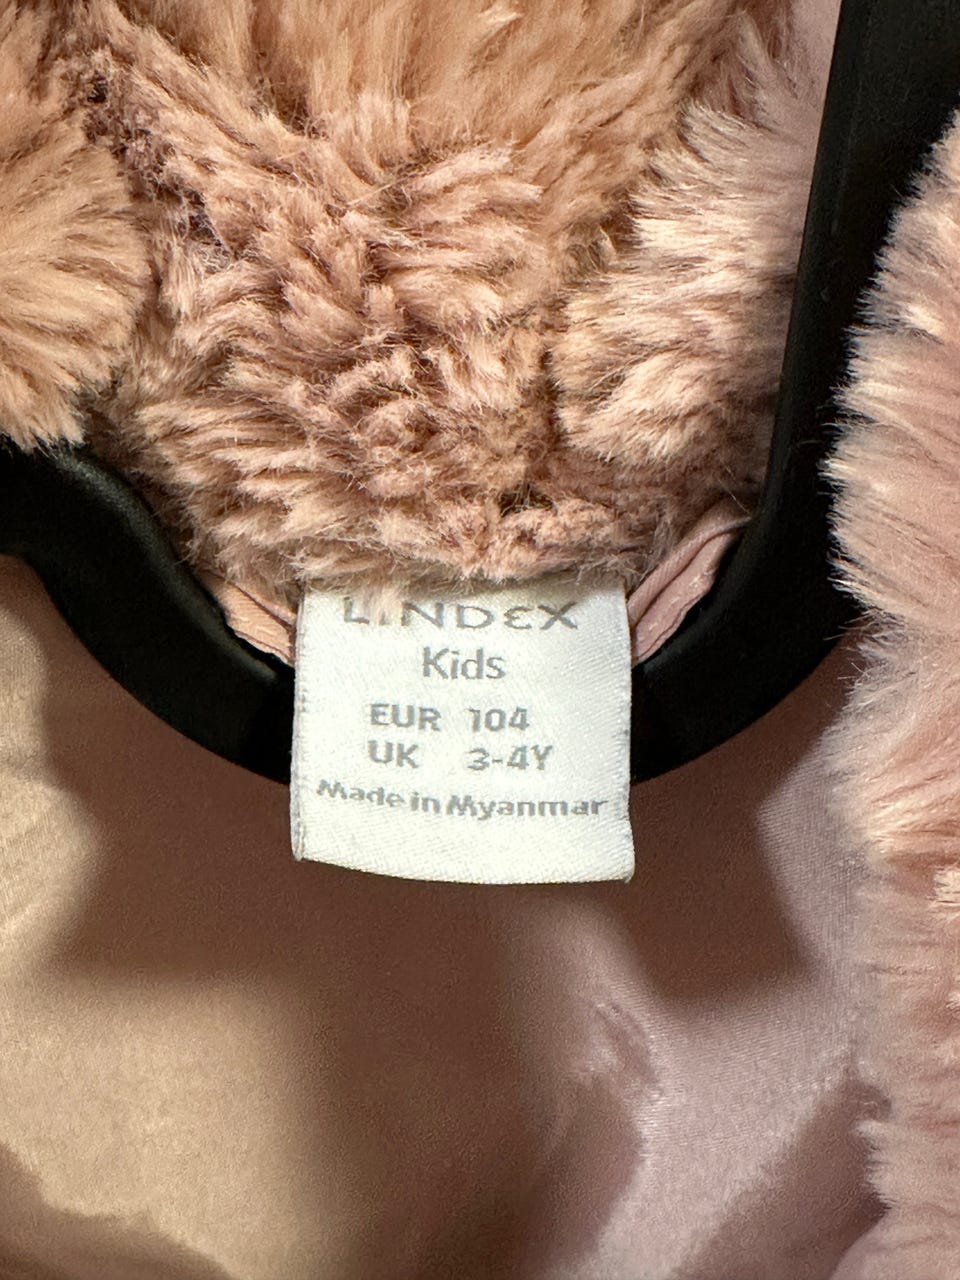 LINDEX
Kids
EUR 104
UK 3-4Y
Made in Myanmar